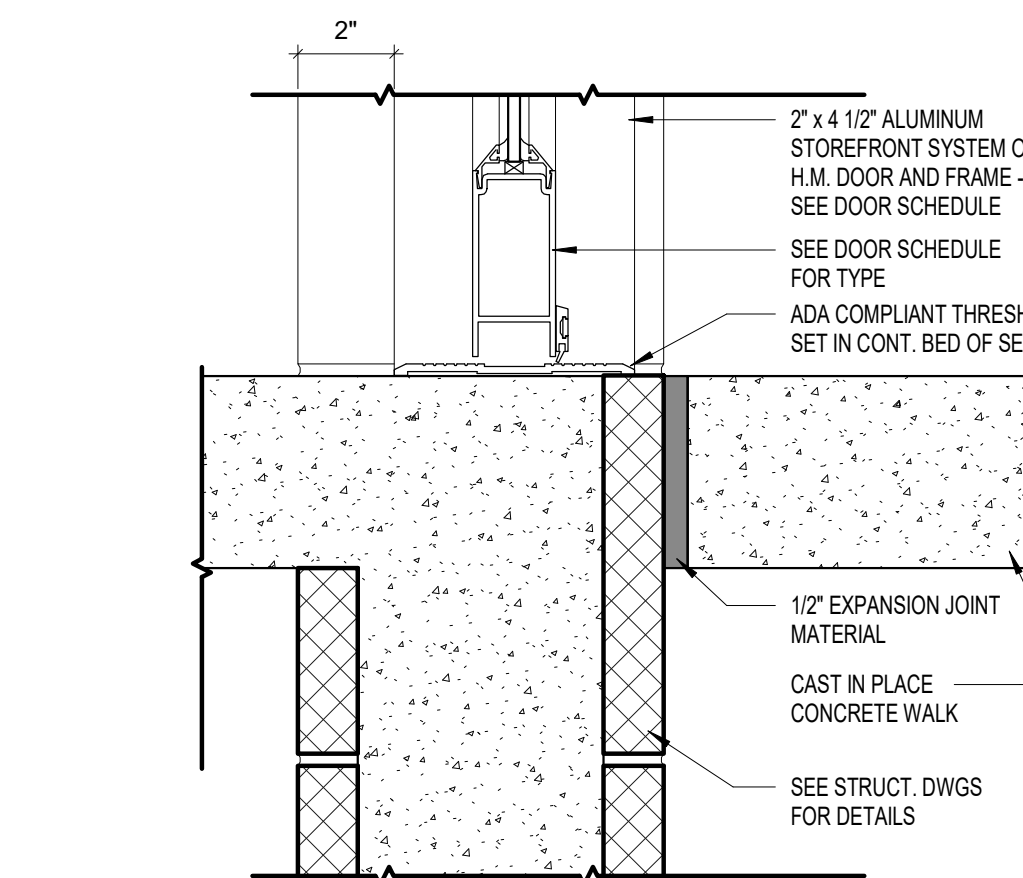 2"
2" x 4 1/2" ALUMINUM
STOREFRONT SYSTEM
H.M. DOOR AND FRAME -
SEE DOOR SCHEDULE
SEE DOOR SCHEDULE
FOR TYPE
ADA COMPLIANT
SET IN CONT. BED OF
1/2" EXPANSION JOINT
MATERIAL
CAST IN PLACE
CONCRETE WALK
SEE STRUCT. DWGS
FOR DETAILS